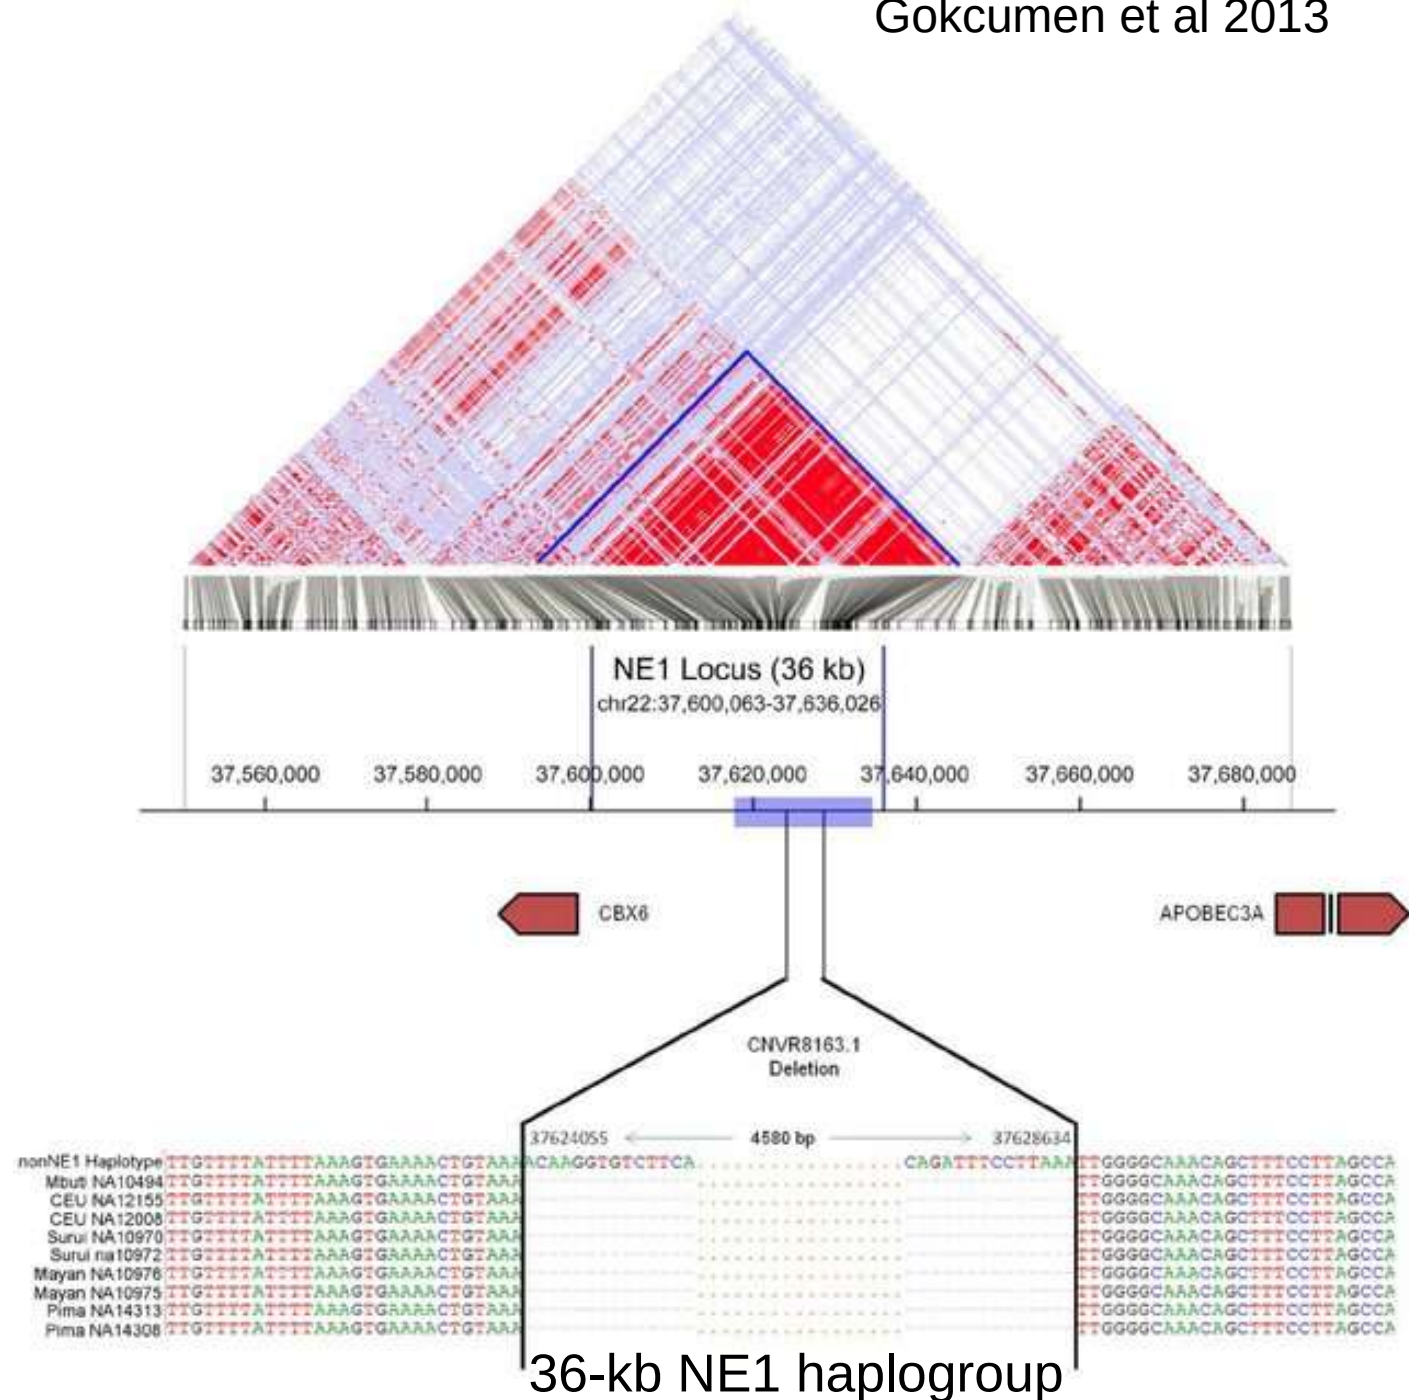 Gokcumen et al 2013
NE1 Locus (36 kb)
chr22:37,600,063-37,636,026
37,560,000 37,580,000 37,600,000 37,620,000 37,640,000 37,660,000 37,680,000
CBX6 APOBEC3A
CNVR8163.1
Deletion
37624055 4580 bp 37628634
nonNE1 Haplotype TTGTTTTATTTTAAAGTGAAAACTGTAAAACAAGGTGTCTTCA CAGATTTCCTTAAATTGGGGCAAACAGCTTTCCTTAGCCA
Mbuti NA10494 TTGTTTTATTTTAAAGTGAAAACTGTAAA TTGGGGCAAACAGCTTTCCTTAGCCA
CEU NA12155 TTGTTTTATTTTAAAGTGAAAACTGTAAA TTGGGGCAAACAGCTTTCCTTAGCCA
CEU NA12008 TTGTTTTATTTTAAAGTGAAAACTGTAAA TTGGGGCAAACAGCTTTCCTTAGCCA
Surui NA10970 TTGTTTTATTTTAAAGTGAAAACTGTAAA TTGGGGCAAACAGCTTTCCTTAGCCA
Surui na10972 TTGTTTTATTTTAAAGTGAAAACTGTAAA TTGGGGCAAACAGCTTTCCTTAGCCA
Mayan NA10976 TTGTTTTATTTTAAAGTGAAAACTGTAAA TTGGGGCAAACAGCTTTCCTTAGCCA
Mayan NA10975 TTGTTTTATTTTAAAGTGAAAACTGTAAA TTGGGGCAAACAGCTTTCCTTAGCCA
Pima NA14313 TTGTTTTATTTTAAAGTGAAAACTGTAAA TTGGGGCAAACAGCTTTCCTTAGCCA
Pima NA14308 TTGTTTTATTTTAAAGTGAAAACTGTAAA TTGGGGCAAACAGCTTTCCTTAGCCA
36-kb NE1 haplogroup